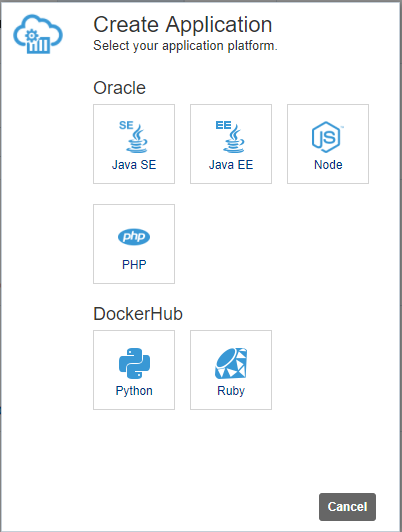 Create Application
Select your application platform.
Oracle
SE
EE
JS
Java SE
Java EE
Node
php
PHP
DockerHub
Python
Ruby
Cancel